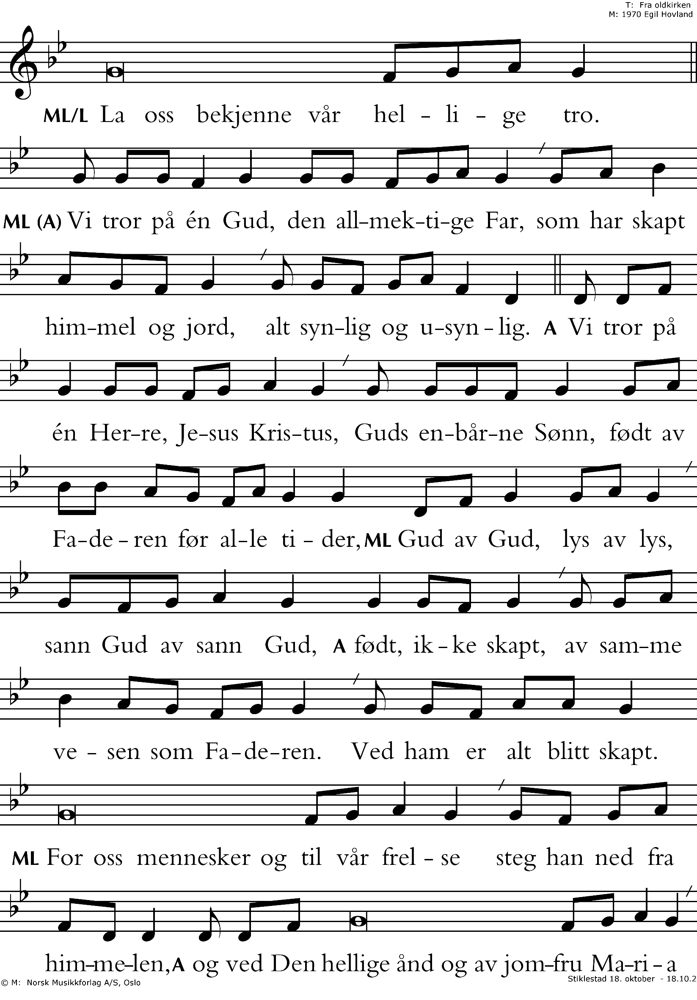 T: Fra oldkirken
M: 1970 Egil Hovland
ML/L La oss bekjenne vår hel - li - ge tro.
ML (A) Vi tror på én Gud, den all-mek-ti-ge Far, som har skapt
him-mel og jord, alt syn-lig og u-syn-lig. A Vi tror på
én Her-re, Je-sus Kris-tus, Guds en-bår-ne Sønn, født av
Fa-de-ren før al-le ti - der, ML Gud av Gud, lys av lys,
sann Gud av sann Gud, A født, ik-ke skapt, av sam-me
ve - sen som Fa-de-ren. Ved ham er alt blitt skapt.
ML For oss mennesker og til vår frel - se steg han ned fra
him-me-len, A og ved Den hellige ånd og av jom-fru Ma-ri-a
© M: Norsk Musikkforlag A/S, Oslo
Stiklestad 18. oktober - 18.10.2